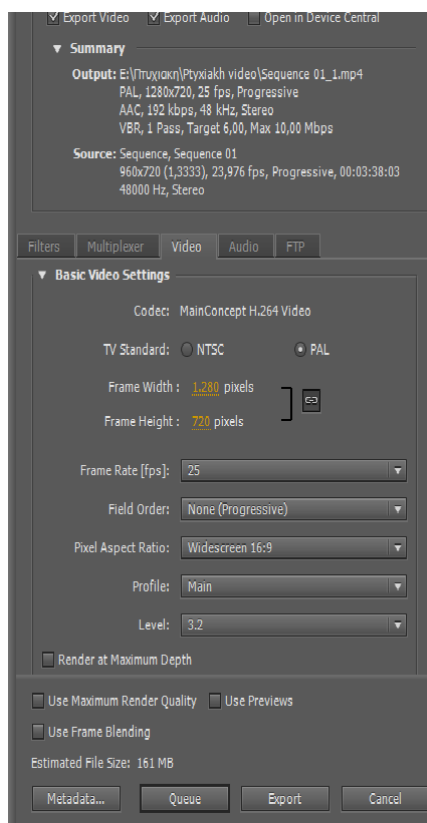 Export Video Export Audio Open in Device Central
Summary
Output: E:\Πτυχιακη\Ptyxiakh video\Sequence 01_1.mp4
PAL, 1280x720, 25 fps, Progressive
AAC, 192 kbps, 48 kHz, Stereo
VBR, 1 Pass, Target 6,00, Max 10,00 Mbps
Source: Sequence, Sequence 01
960x720 (1,3333), 23,976 fps, Progressive, 00:03:38:03
48000 Hz, Stereo
Filters Multiplexer Video Audio FTP
Basic Video Settings
Codec: MainConcept H.264 Video
TV Standard: NTSC PAL
Frame Width : 1.280 pixels
Frame Height : 720 pixels
Frame Rate [fps]: 25
Field Order: None (Progressive)
Pixel Aspect Ratio: Widescreen 16:9
Profile: Main
Level: 3.2
Render at Maximum Depth
Use Maximum Render Quality Use Previews
Use Frame Blending
Estimated File Size: 161 MB
Metadata... Queue Export Cancel